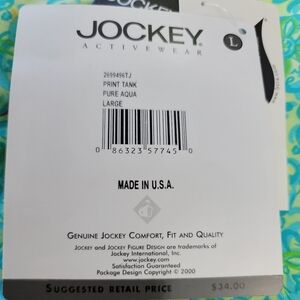 JOCKEY®
ACTIVEWEAR
L
2699496TJ
PRINT TANK
PURE AQUA
LARGE
0 86323 57745 0
MADE IN U.S.A.
GENUINE JOCKEY COMFORT, FIT AND QUALITY
JOCKEY and JOCKEY FIGURE DESIGN are trademarks of
Jockey International, Inc.
www.jockey.com
Satisfaction Guaranteed
Package Design Copyright © 2000
SUGGESTED RETAIL PRICE $34.00